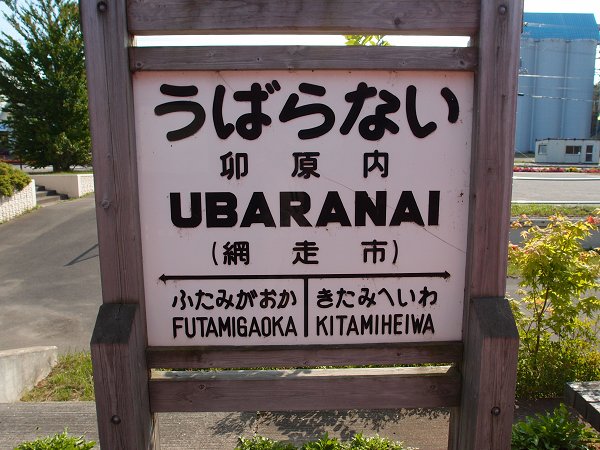 うばらない
卯原内
UBARANAI
(網走市)
ふたみがおか きたみへいわ
FUTAMIGAOKA KITAMIHEIWA